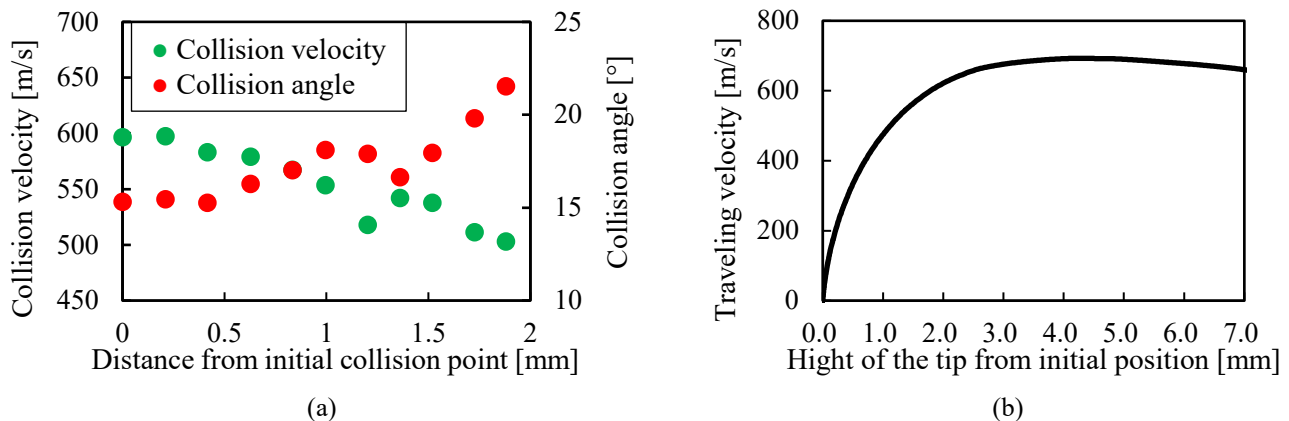 700
650
600
550
500
450
Collision velocity [m/s]
Collision velocity
Collision angle
25
20
15
10
Collision angle [°]
0 0.5 1 1.5 2
Distance from initial collision point [mm]
(a)
800
600
400
200
0
Traveling velocity [m/s]
0.0 1.0 2.0 3.0 4.0 5.0 6.0 7.0
Hight of the tip from initial position [mm]
(b)